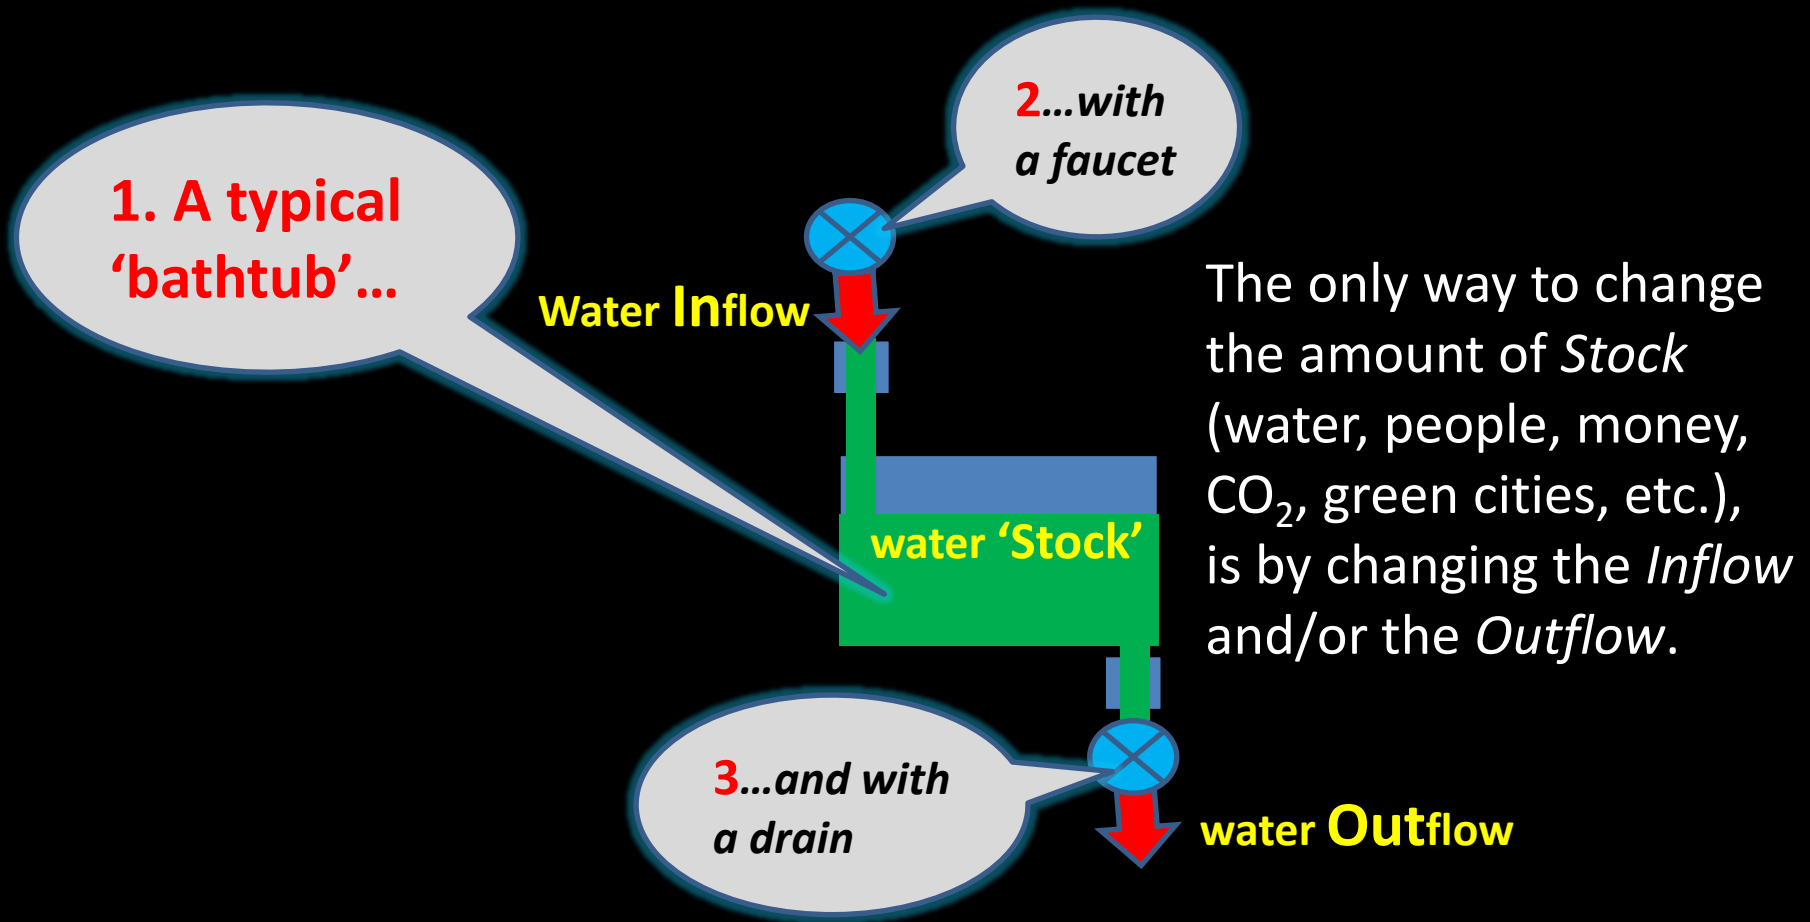 1. A typical
‘bathtub’...
2...with
a faucet
Water Inflow
water ‘Stock’
3...and with
a drain
water Outflow
The only way to change
the amount of Stock
(water, people, money,
CO₂, green cities, etc.),
is by changing the Inflow
and/or the Outflow.